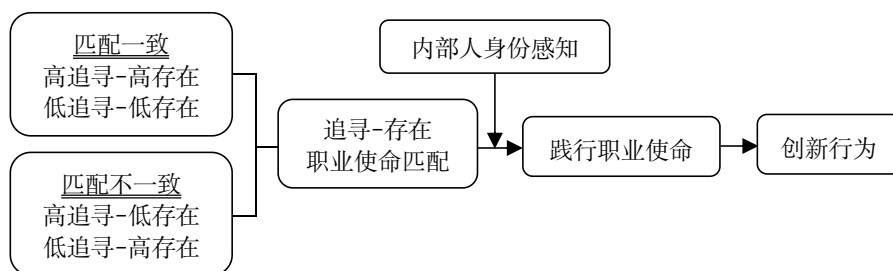 匹配一致
高追寻-高存在
低追寻-低存在
内部人身份感知
追寻-存在
职业使命匹配
践行职业使命
创新行为
匹配不一致
高追寻-低存在
低追寻-高存在